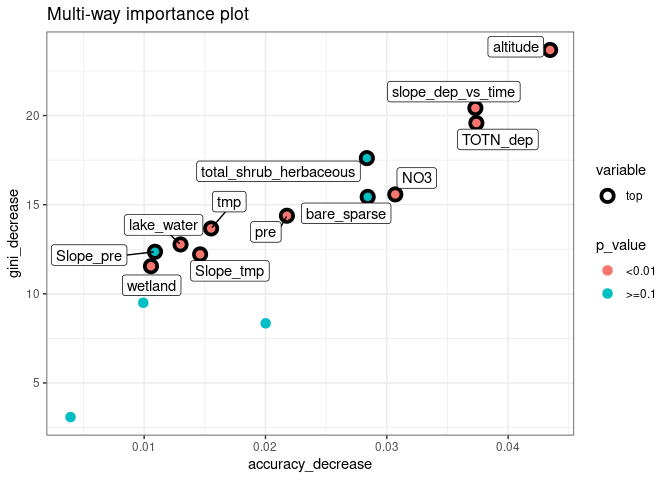 Multi-way importance plot
altitude
slope_dep_vs_time
TOTN_dep
total_shrub_herbaceous
NO3
tmp
bare_sparse
lake_water
pre
Slope_pre
Slope_tmp
wetland
20
15
10
5
0.01
0.02
0.03
0.04
accuracy_decrease
gini_decrease
variable
top
p_value
<0.01
>=0.1